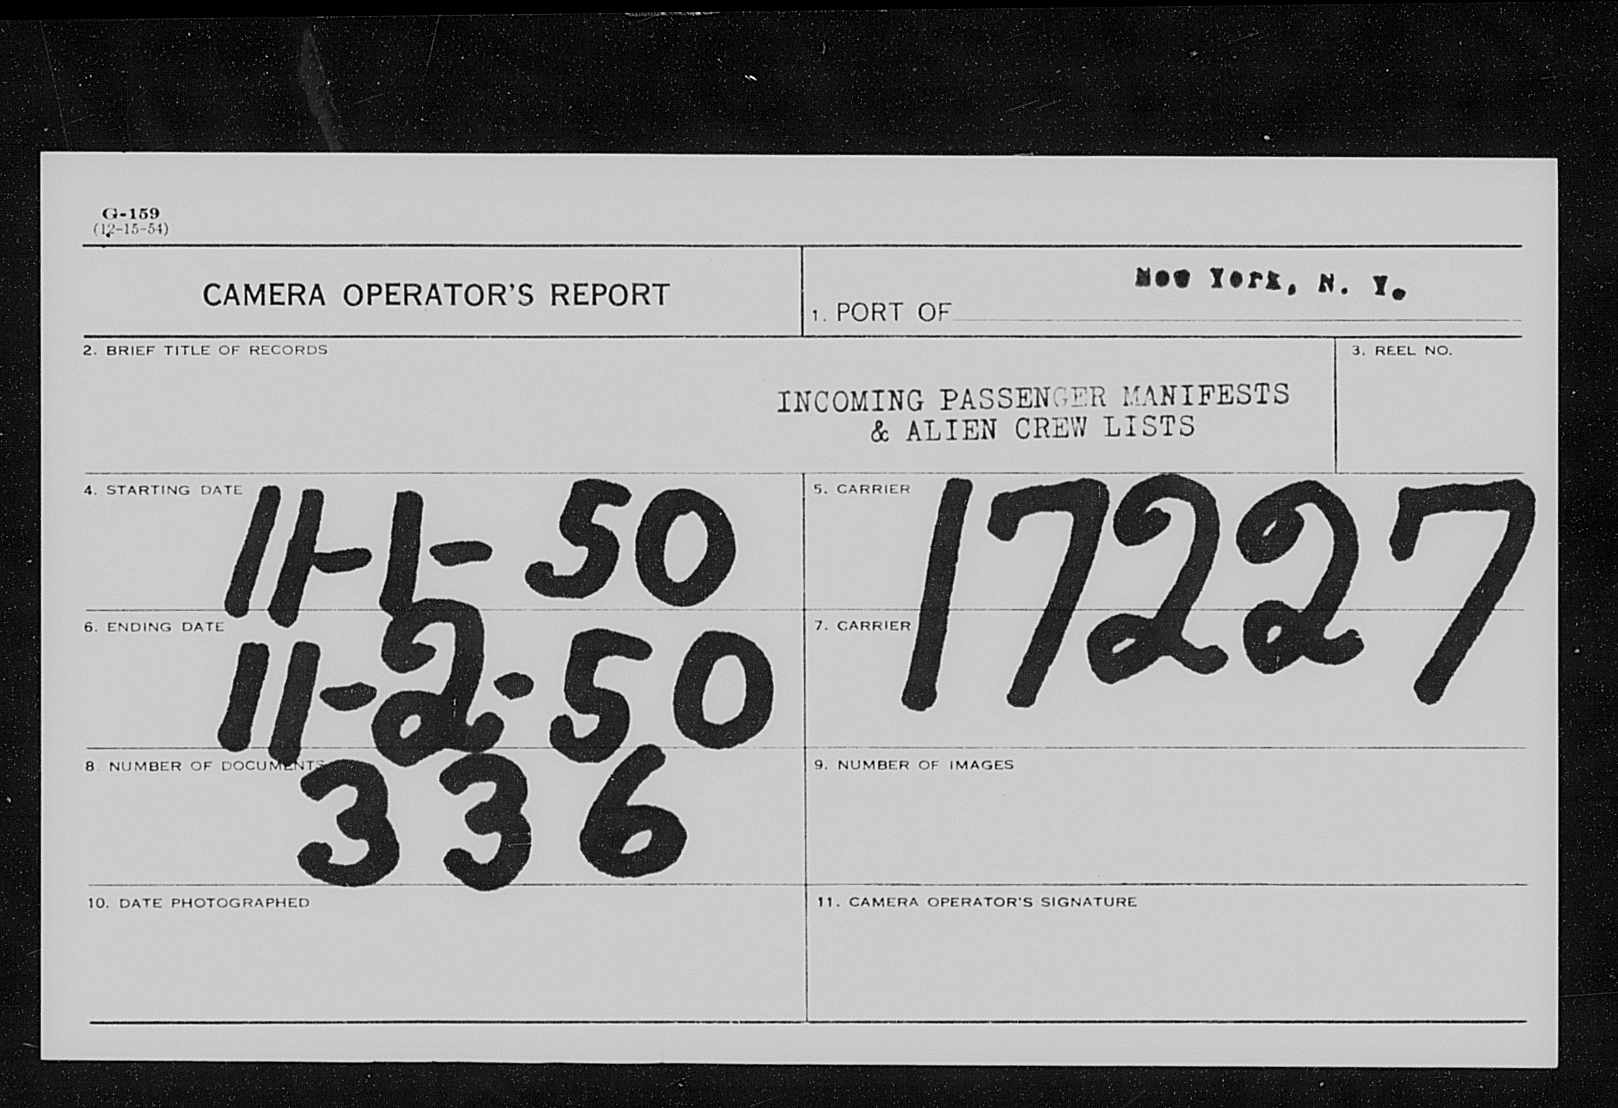 G-159
(12-15-54)
CAMERA OPERATOR'S REPORT
1. PORT OF New York, N. Y.
2. BRIEF TITLE OF RECORDS
INCOMING PASSENGER MANIFESTS
& ALIEN CREW LISTS
3. REEL NO.
4. STARTING DATE
11-1-50
5. CARRIER
17227
6. ENDING DATE
11-2-50
7. CARRIER
8. NUMBER OF DOCUMENTS
336
9. NUMBER OF IMAGES
10. DATE PHOTOGRAPHED
11. CAMERA OPERATOR'S SIGNATURE